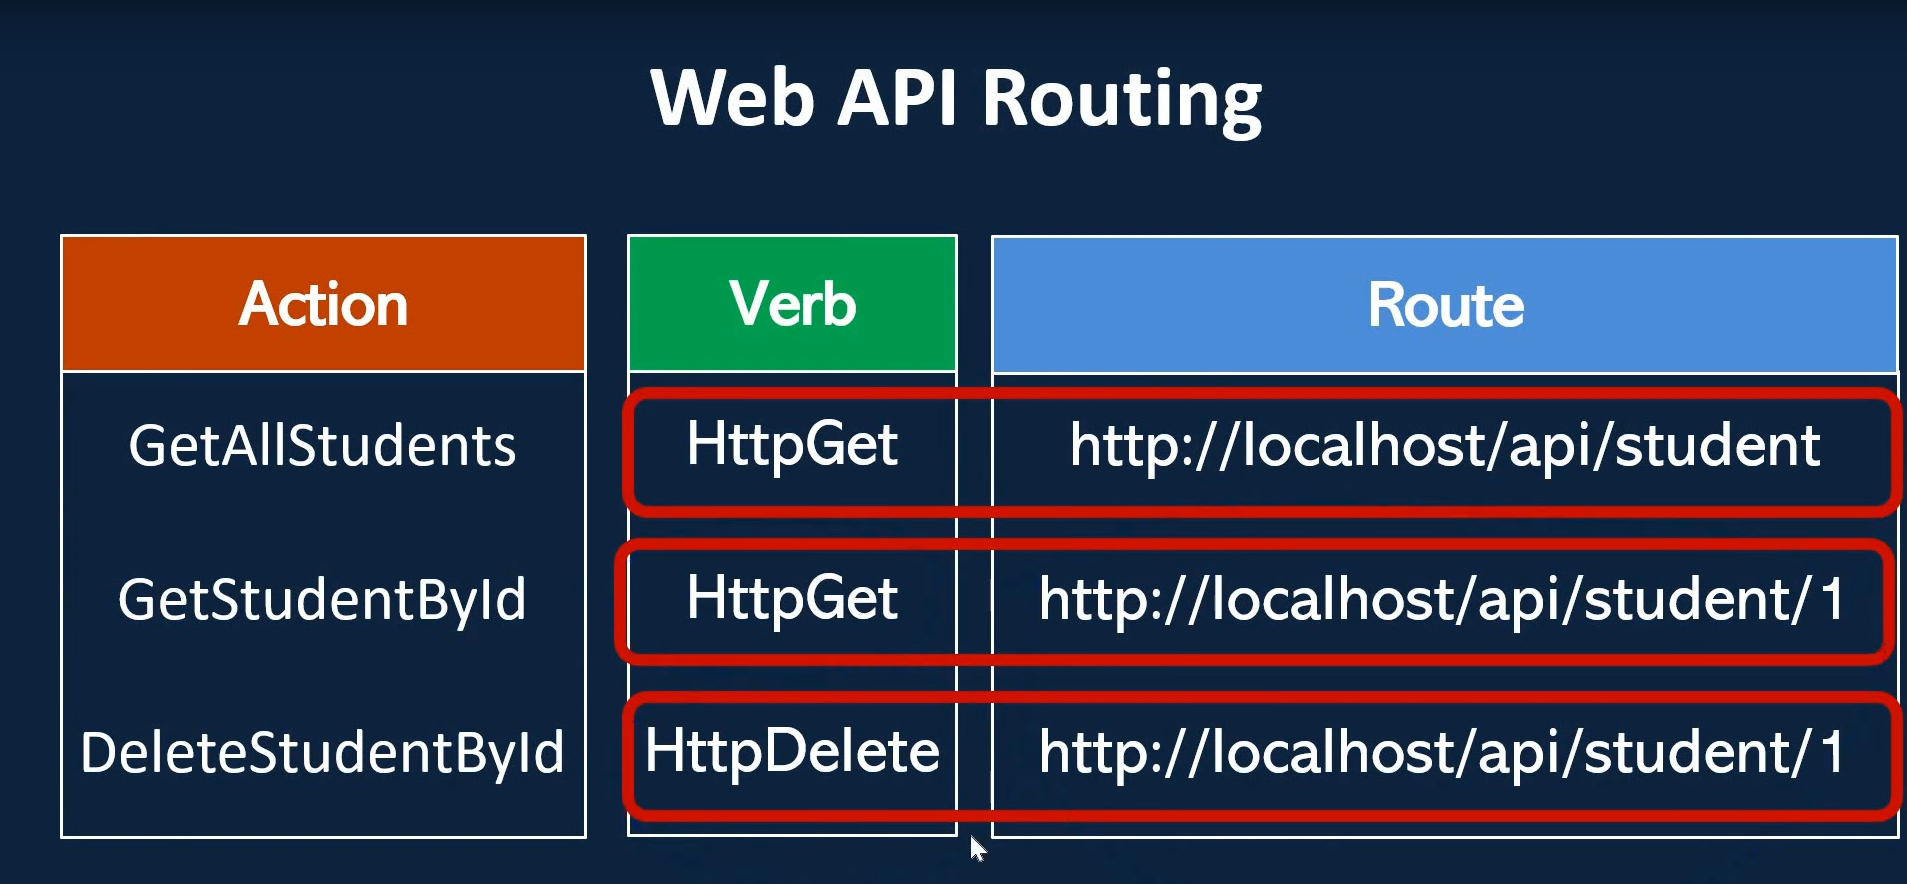 Web API Routing
Action Verb Route
GetAllStudents HttpGet http://localhost/api/student
GetStudentById HttpGet http://localhost/api/student/1
DeleteStudentById HttpDelete http://localhost/api/student/1